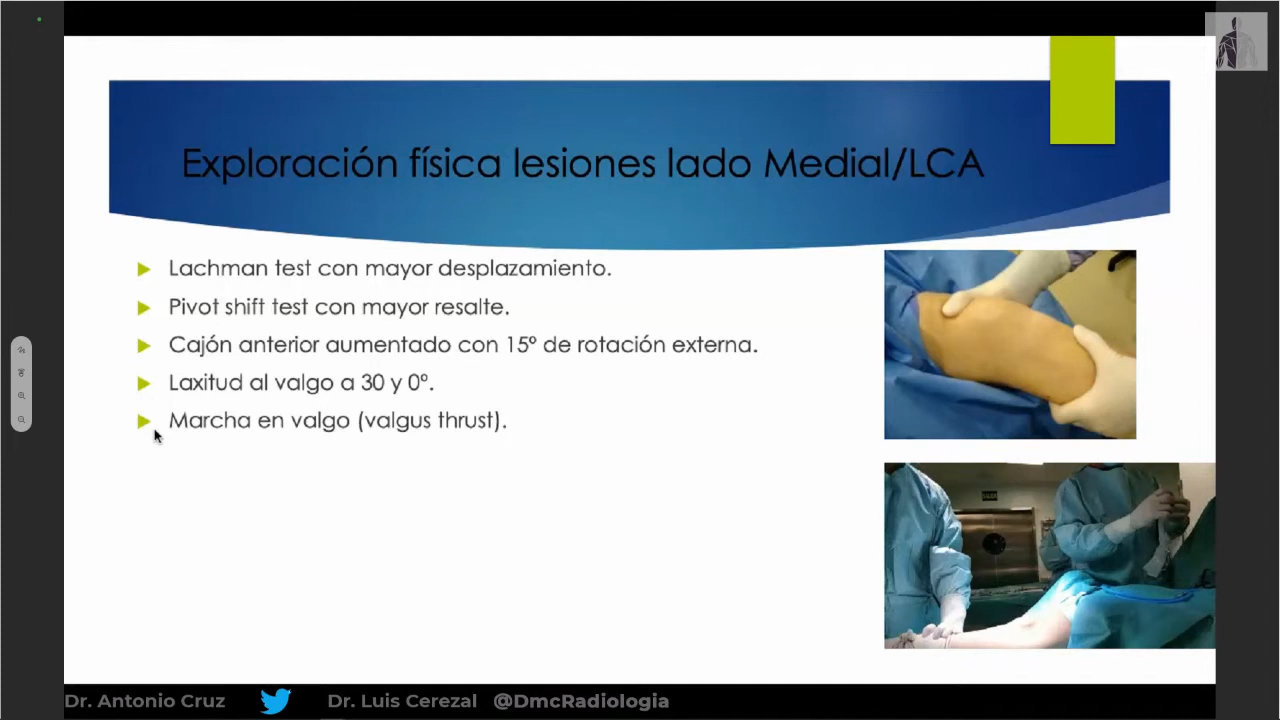 Exploración física lesiones lado Medial/LCA
Lachman test con mayor desplazamiento.
Pivot shift test con mayor resalte.
Cajón anterior aumentado con 15º de rotación externa.
Laxitud al valgo a 30 y 0º.
Marcha en valgo (valgus thrust).
Dr. Antonio Cruz Dr. Luis Cerezal @DmcRadiologia